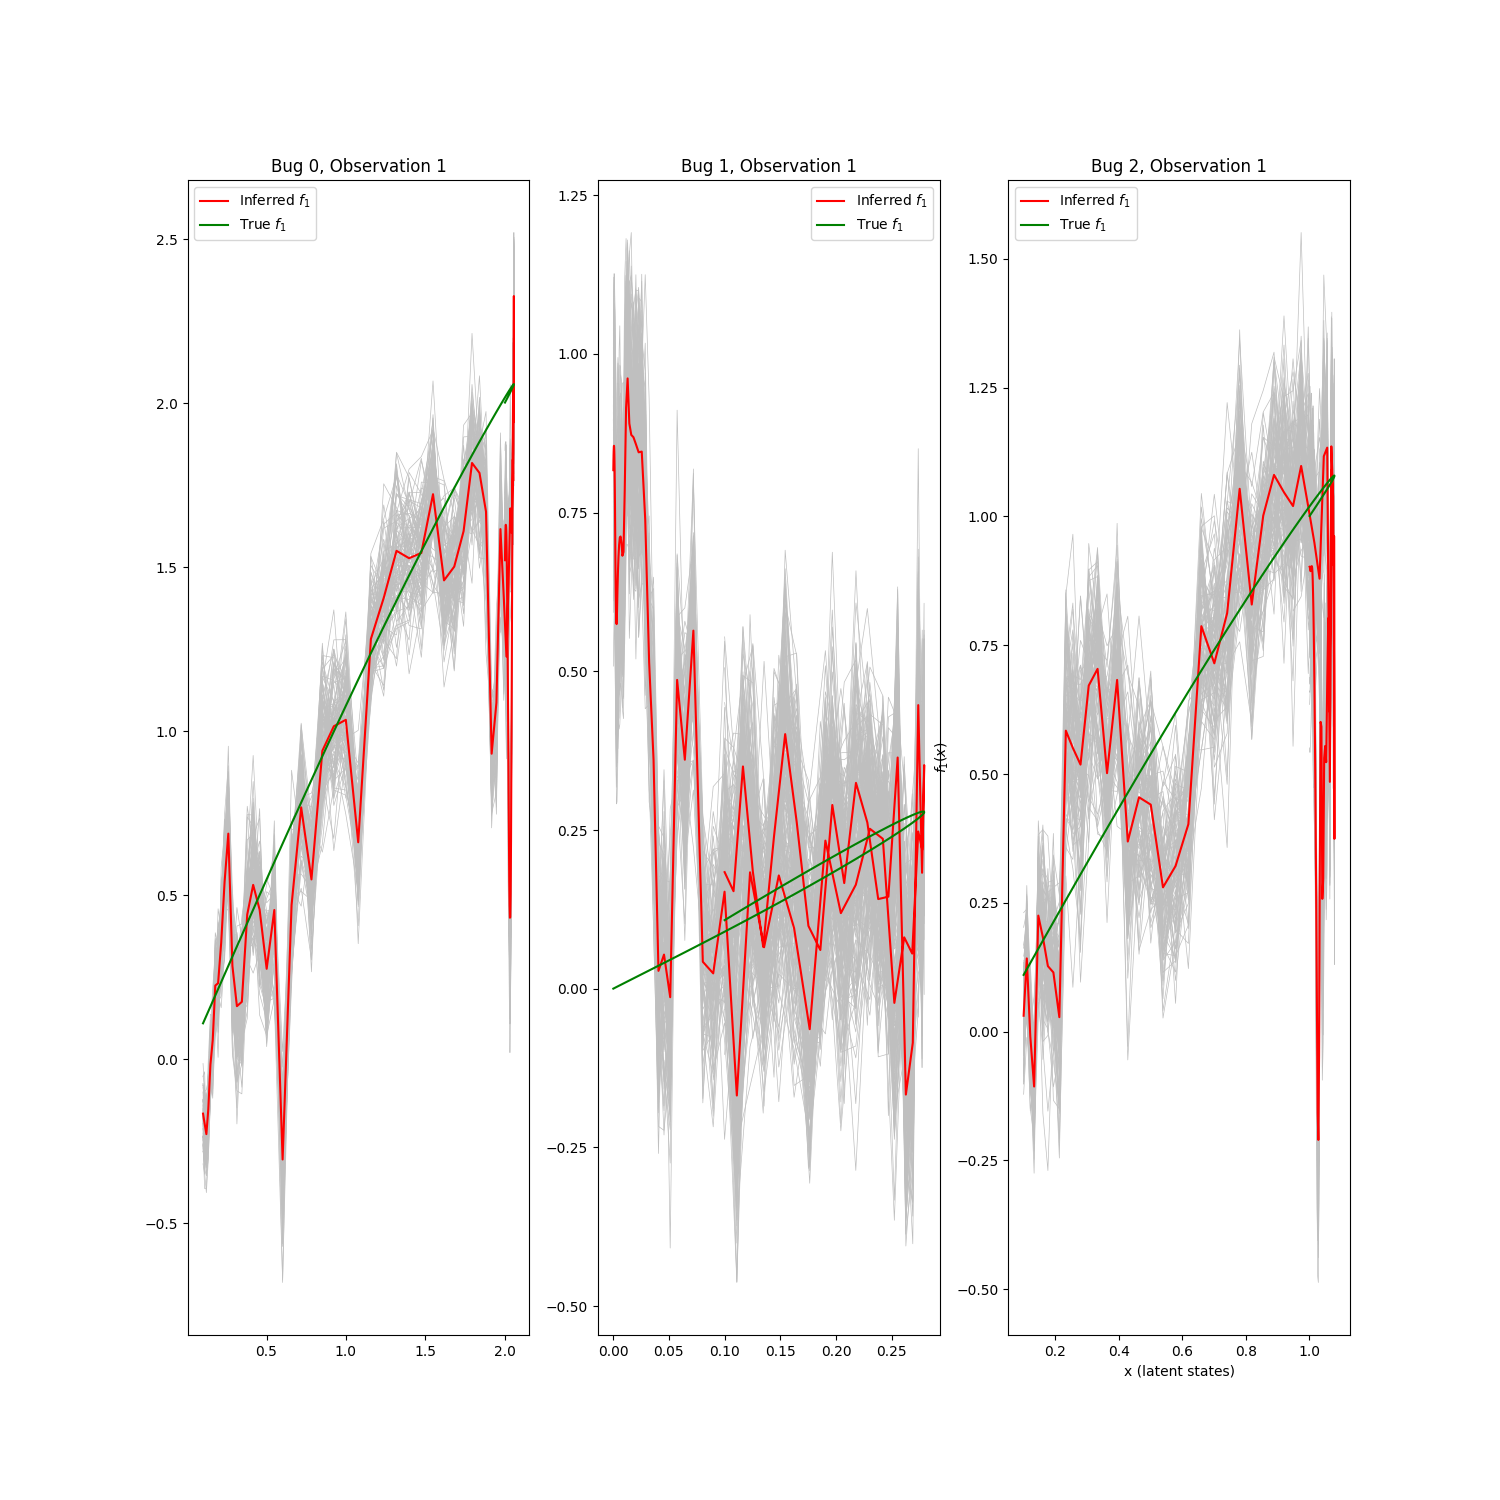 Bug 0, Observation 1
Inferred f₁
True f₁
2.5
2.0
1.5
1.0
0.5
0.0
−0.5
0.5 1.0 1.5 2.0
Bug 1, Observation 1
Inferred f₁
True f₁
1.25
1.00
0.75
0.50
0.25
0.00
−0.25
−0.50
0.00 0.05 0.10 0.15 0.20 0.25
Bug 2, Observation 1
Inferred f₁
True f₁
f₁(x)
1.50
1.25
1.00
0.75
0.50
0.25
0.00
−0.25
−0.50
0.2 0.4 0.6 0.8 1.0
x (latent states)